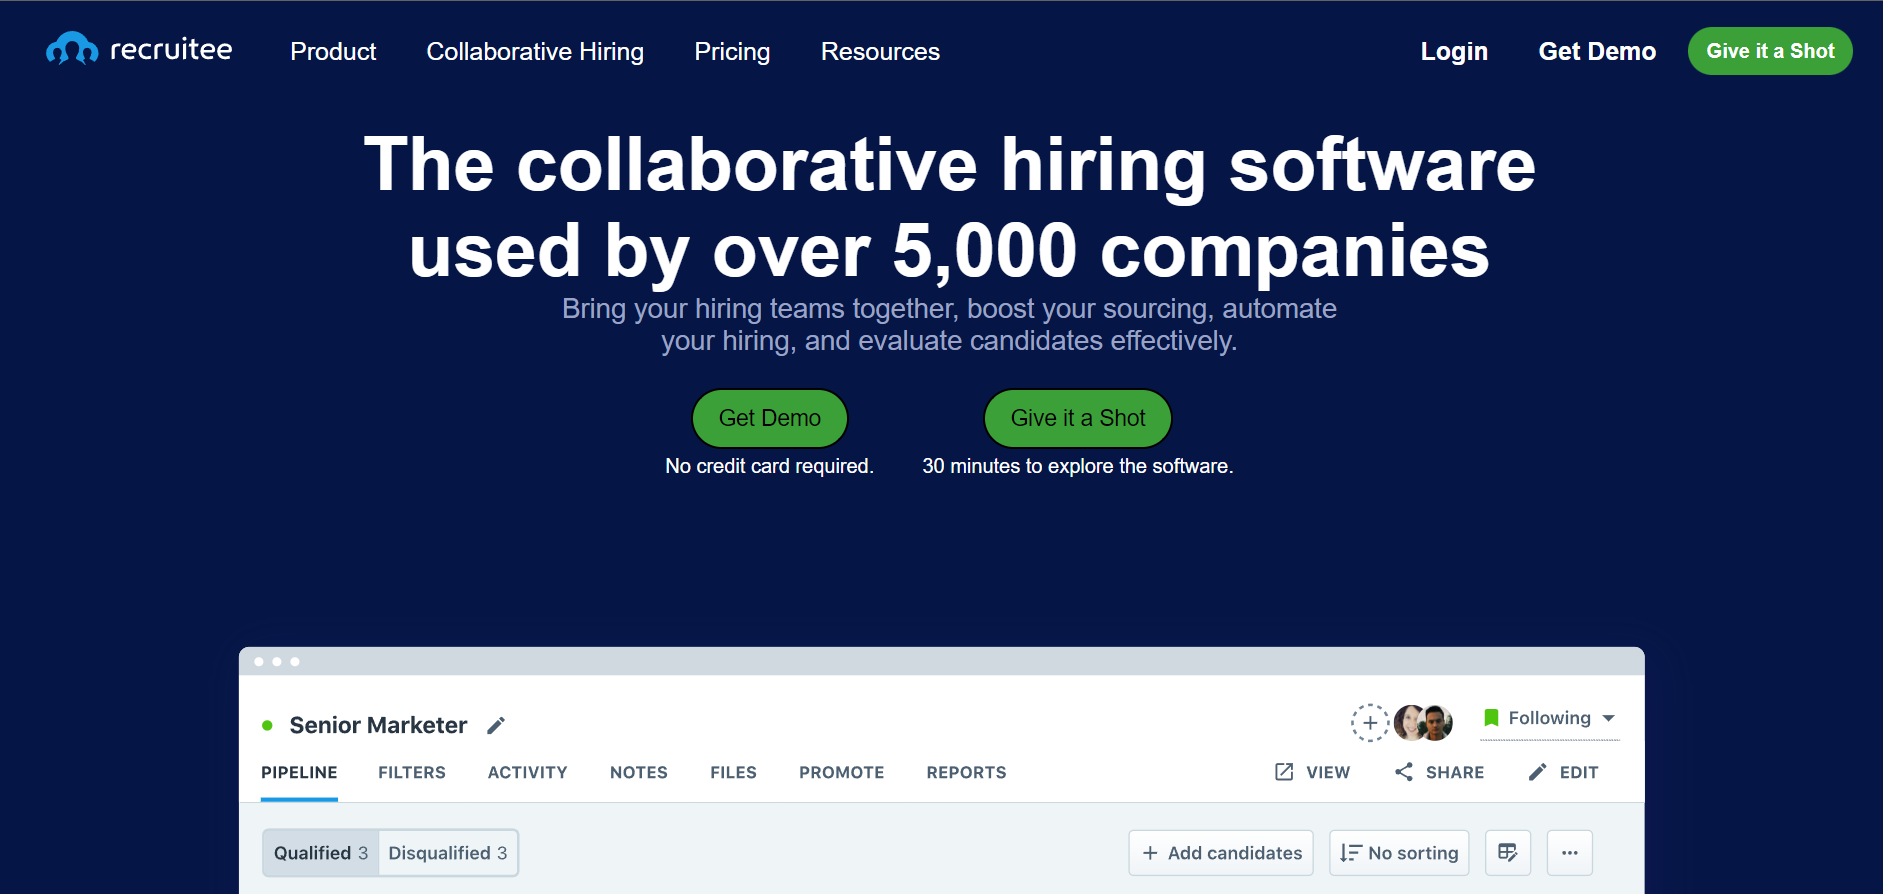 recruitee Product Collaborative Hiring Pricing Resources Login Get Demo Give it a Shot
The collaborative hiring software
used by over 5,000 companies
Bring your hiring teams together, boost your sourcing, automate
your hiring, and evaluate candidates effectively.
Get Demo Give it a Shot
No credit card required. 30 minutes to explore the software.
Senior Marketer Following
PIPELINE FILTERS ACTIVITY NOTES FILES PROMOTE REPORTS VIEW SHARE EDIT
Qualified 3 Disqualified 3 + Add candidates No sorting